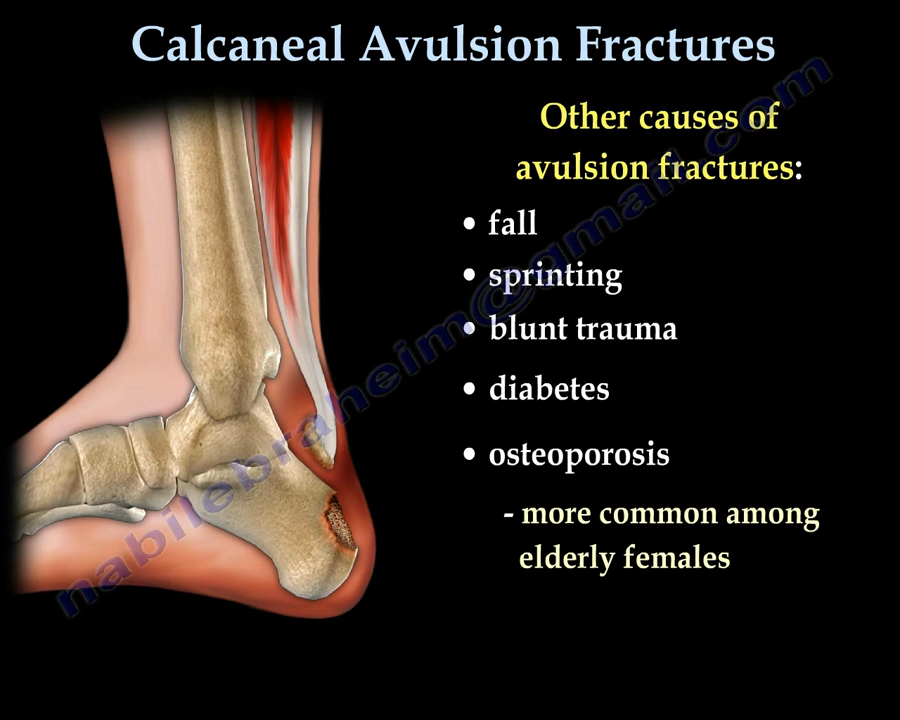 Calcaneal Avulsion Fractures
Other causes of
avulsion fractures:
• fall
• sprinting
• blunt trauma
• diabetes
• osteoporosis
- more common among
elderly females
nabilebraheim@gmail.com